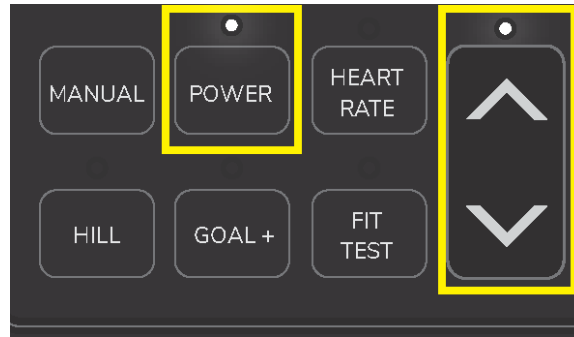 MANUAL
POWER
HEART
RATE
HILL
GOAL +
FIT
TEST